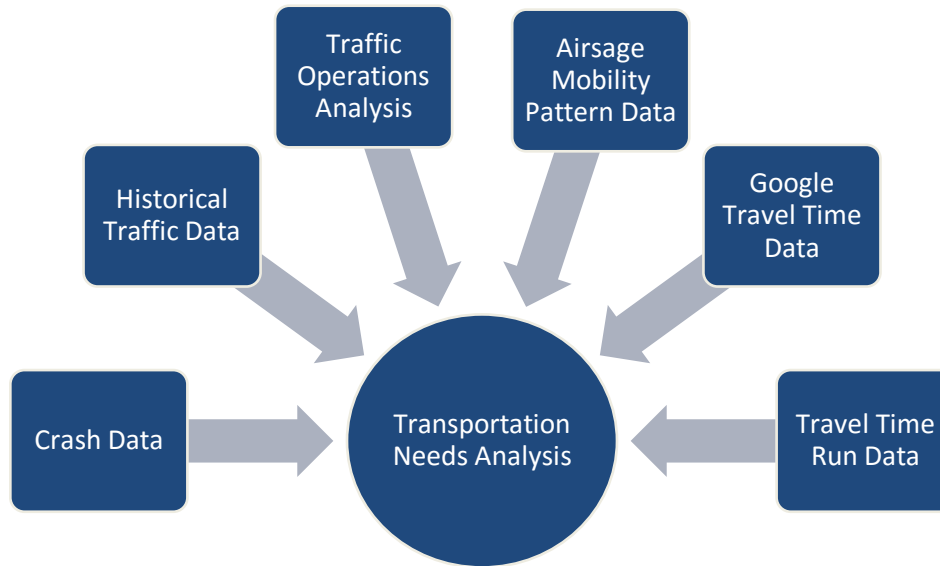 Traffic
Operations
Analysis
Airsage
Mobility
Pattern Data
Historical
Traffic Data
Google
Travel Time
Data
Crash Data
Transportation
Needs Analysis
Travel Time
Run Data